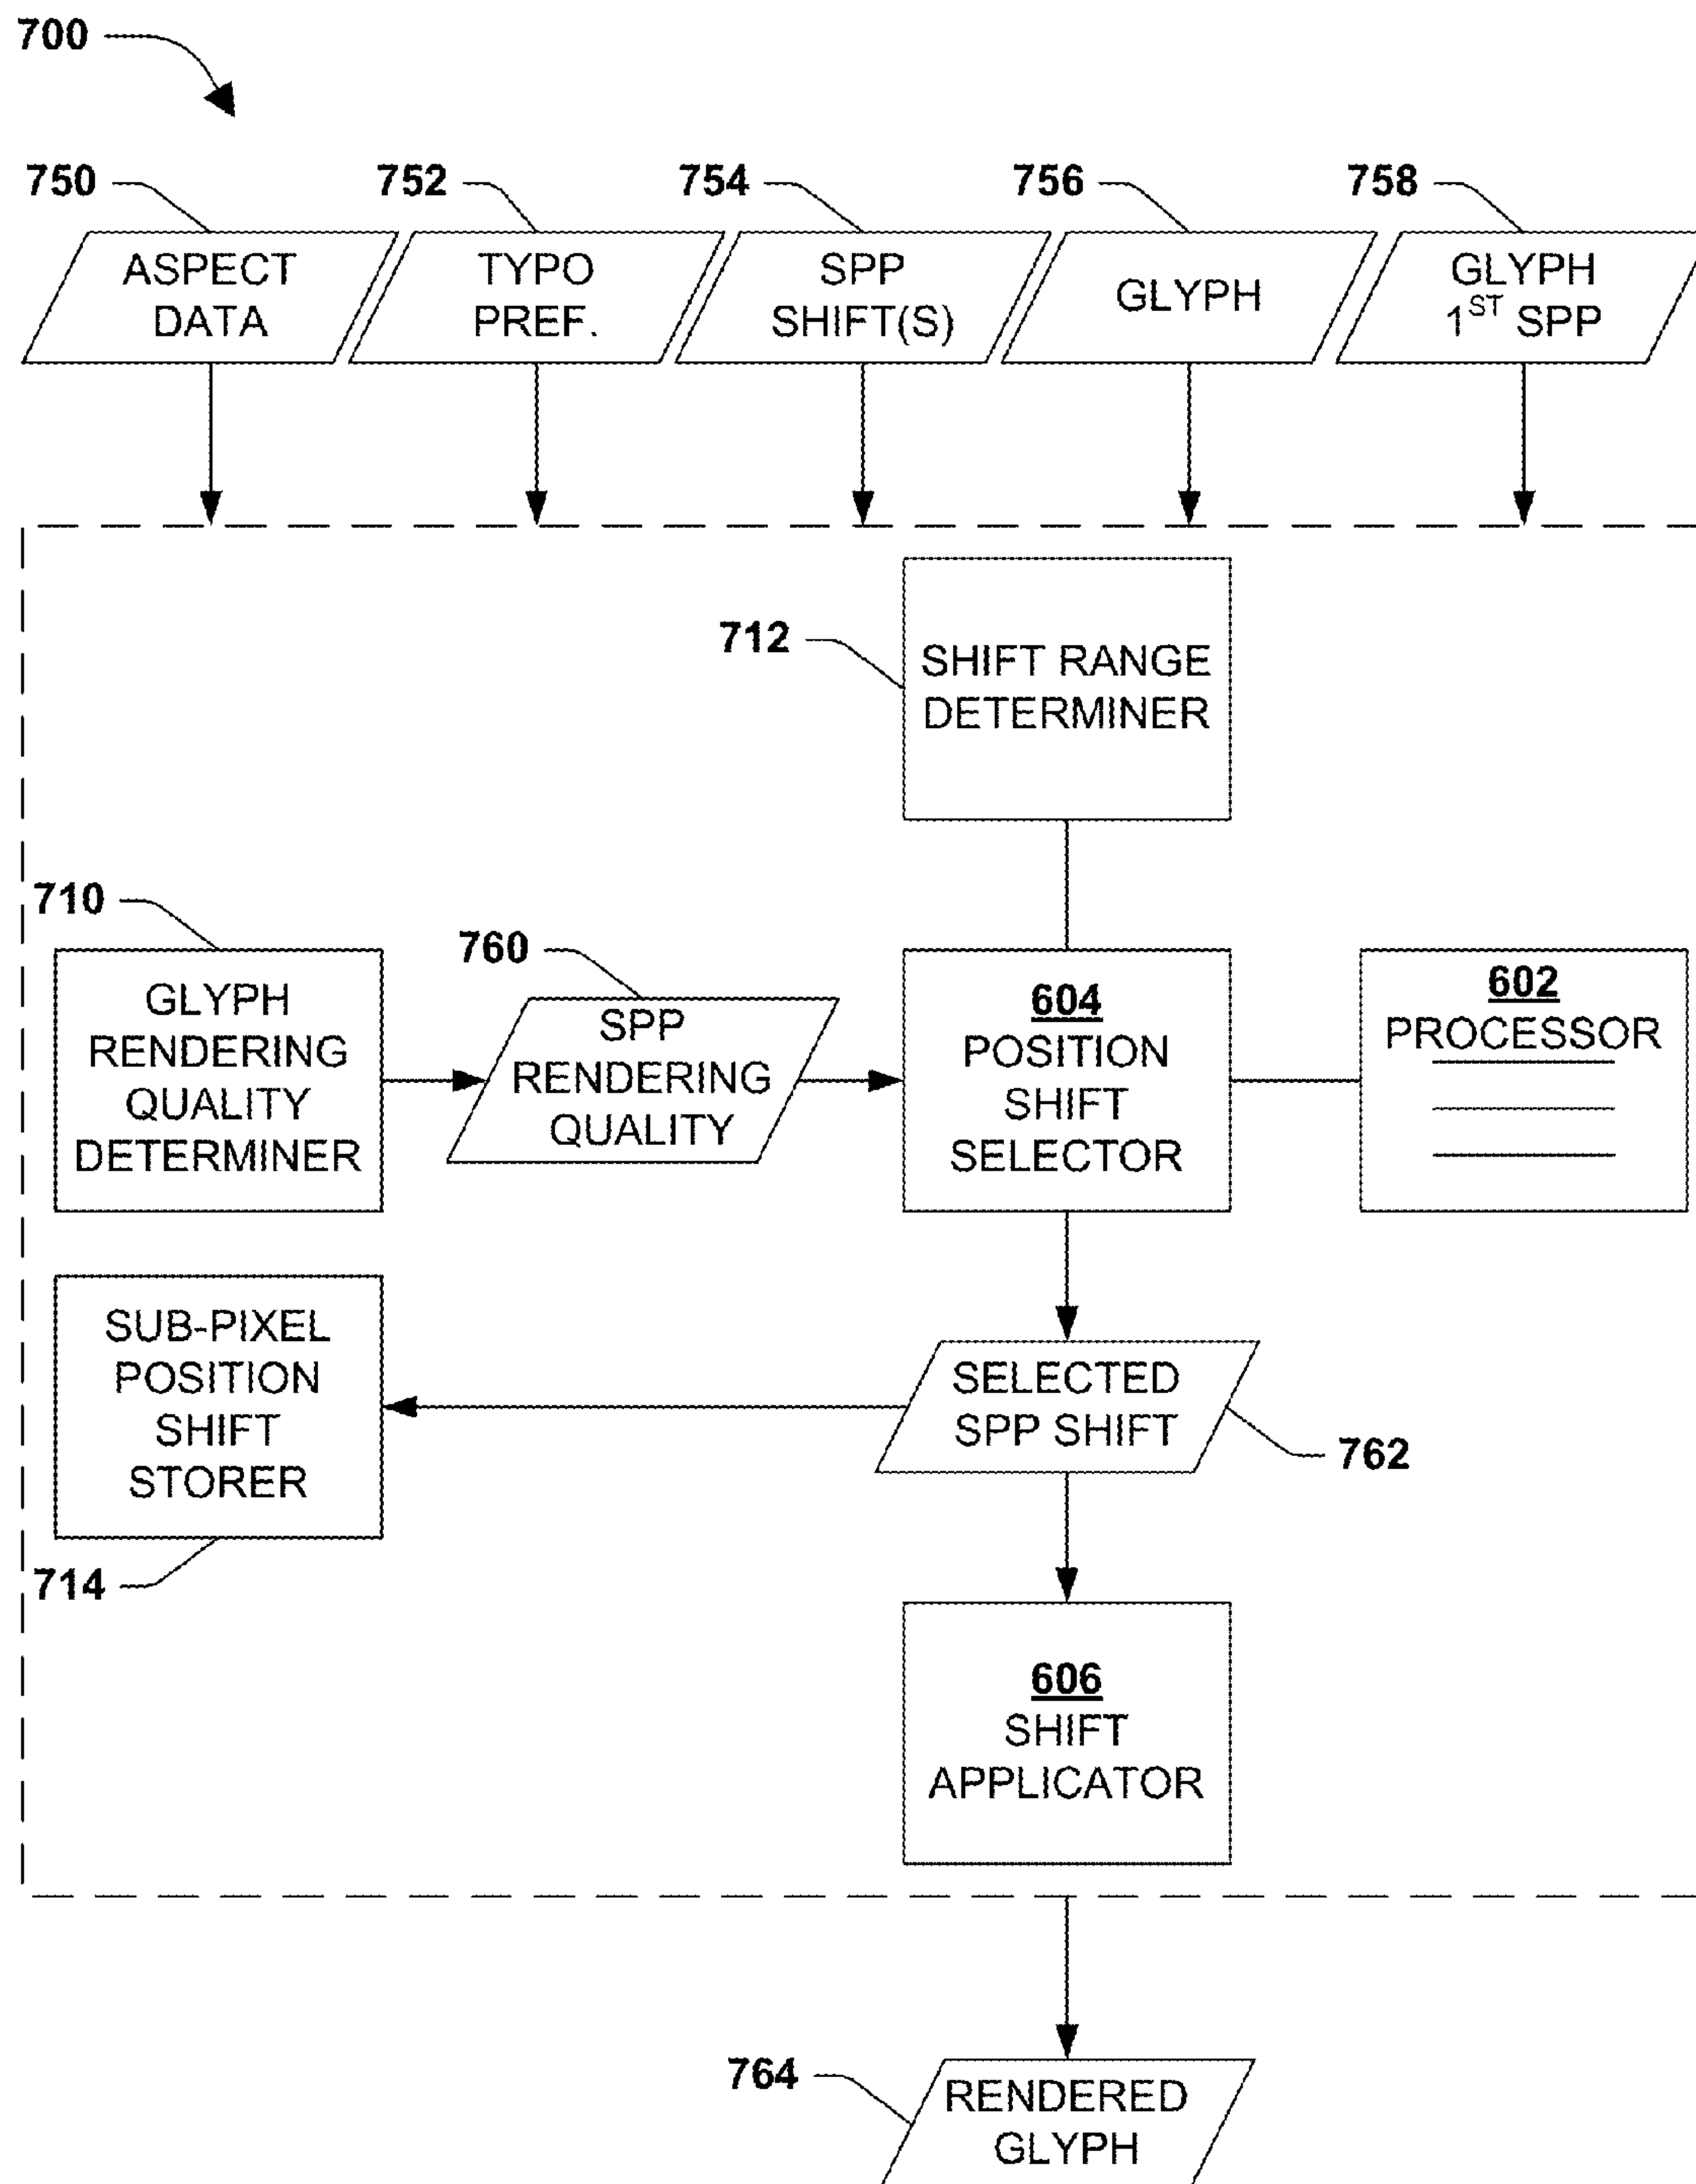 700
750
752
754
756
758
ASPECT
DATA
TYPO
PREF.
SPP
SHIFT(S)
GLYPH
GLYPH
1ST SPP
712
SHIFT RANGE
DETERMINER
710
GLYPH
RENDERING
QUALITY
DETERMINER
760
SPP
RENDERING
QUALITY
604
POSITION
SHIFT
SELECTOR
602
PROCESSOR
SUB-PIXEL
POSITION
SHIFT
STORER
714
SELECTED
SPP SHIFT
762
606
SHIFT
APPLICATOR
764
RENDERED
GLYPH